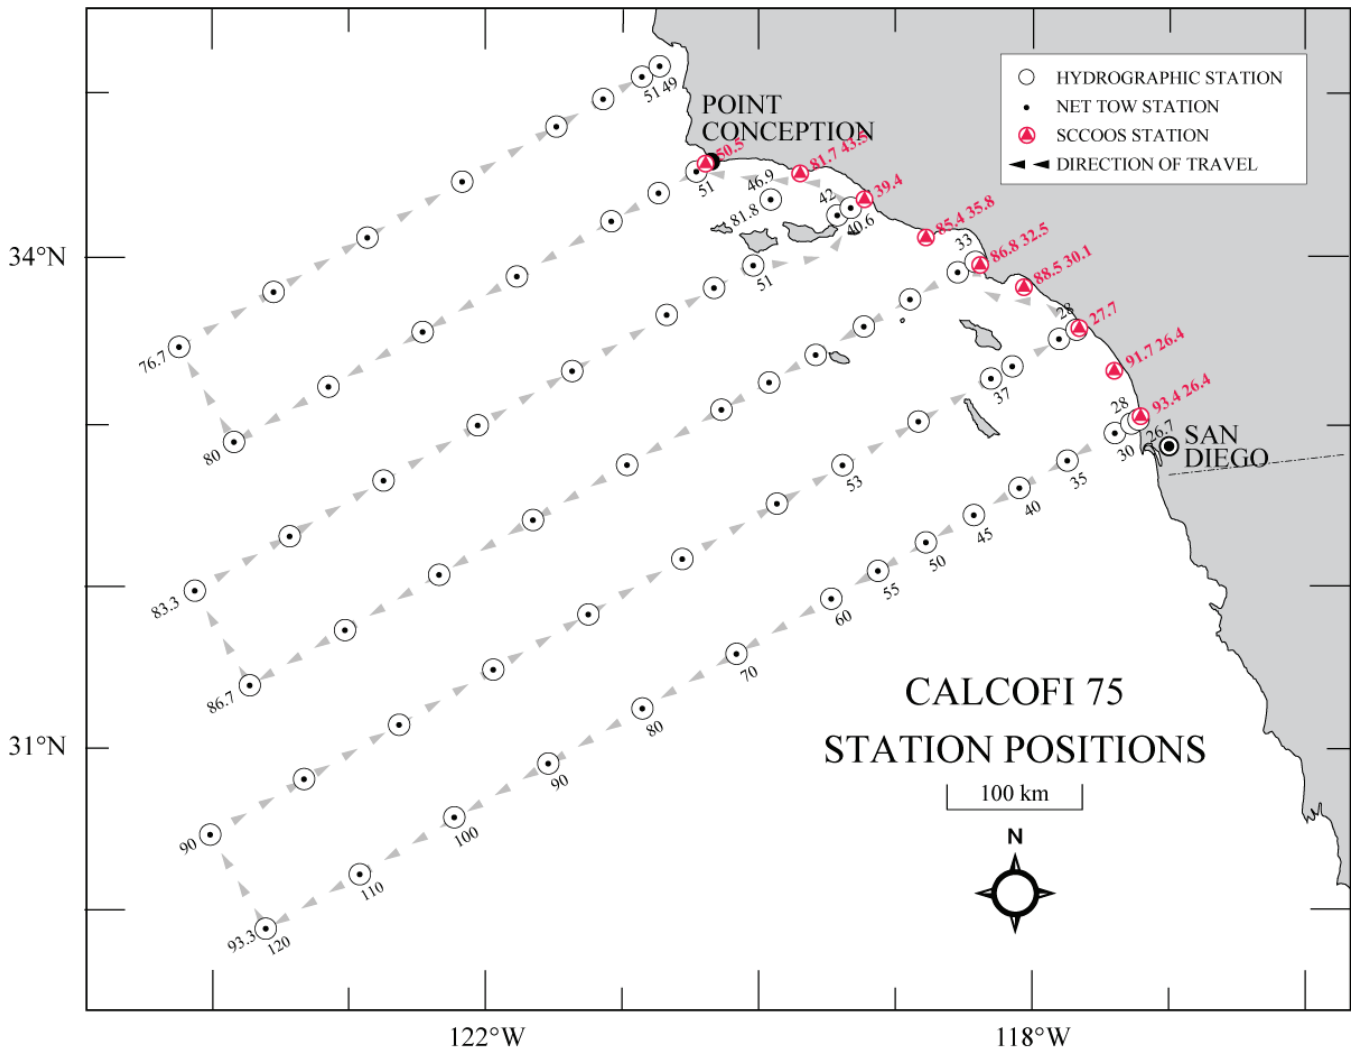 HYDROGRAPHIC STATION
NET TOW STATION
SCCOOS STATION
DIRECTION OF TRAVEL
POINT
CONCEPTION
51 49
50.5
81.7 43.5
46.9
81.8
51
42
39.4
40.6
85.4 35.8
33
86.8 32.5
88.5 30.1
51
34°N
28
27.7
76.7
91.7 26.4
37
93.4 26.4
28
26.7
30
SAN
DIEGO
80
53
35
40
45
50
55
83.3
60
70
86.7
80
CALCOFI 75
STATION POSITIONS
31°N
90
100 km
100
N
90
110
93.3
120
122°W
118°W